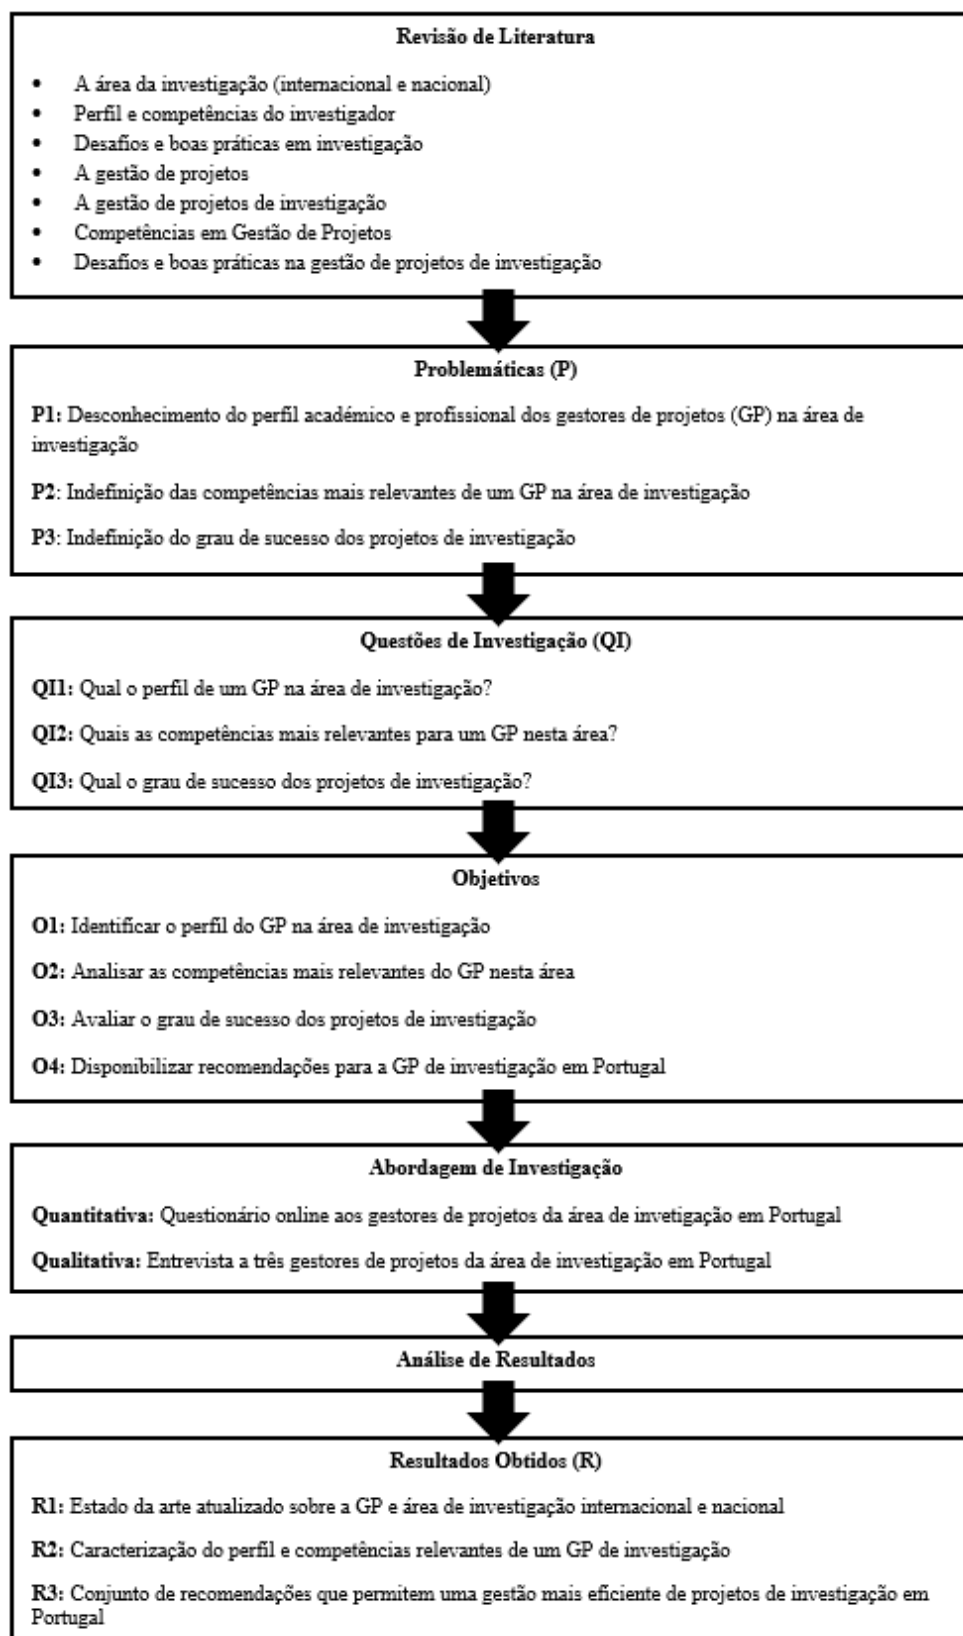 Revisão de Literatura
• A área da investigação (internacional e nacional)
• Perfil e competências do investigador
• Desafios e boas práticas em investigação
• A gestão de projetos
• A gestão de projetos de investigação
• Competências em Gestão de Projetos
• Desafios e boas práticas na gestão de projetos de investigação
Problemáticas (P)
P1: Desconhecimento do perfil académico e profissional dos gestores de projetos (GP) na área de
investigação
P2: Indefinição das competências mais relevantes de um GP na área de investigação
P3: Indefinição do grau de sucesso dos projetos de investigação
Questões de Investigação (QI)
QI1: Qual o perfil de um GP na área de investigação?
QI2: Quais as competências mais relevantes para um GP nesta área?
QI3: Qual o grau de sucesso dos projetos de investigação?
Objetivos
O1: Identificar o perfil do GP na área de investigação
O2: Analisar as competências mais relevantes do GP nesta área
O3: Avaliar o grau de sucesso dos projetos de investigação
O4: Disponibilizar recomendações para a GP de investigação em Portugal
Abordagem de Investigação
Quantitativa: Questionário online aos gestores de projetos da área de invetigação em Portugal
Qualitativa: Entrevista a três gestores de projetos da área de investigação em Portugal
Análise de Resultados
Resultados Obtidos (R)
R1: Estado da arte atualizado sobre a GP e área de investigação internacional e nacional
R2: Caracterização do perfil e competências relevantes de um GP de investigação
R3: Conjunto de recomendações que permitem uma gestão mais eficiente de projetos de investigação em
Portugal